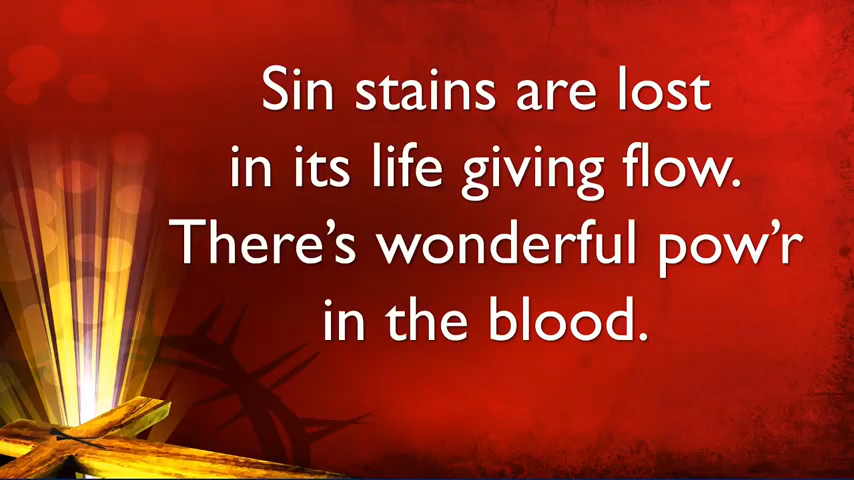 Sin stains are lost
in its life giving flow.
There’s wonderful pow’r
in the blood.